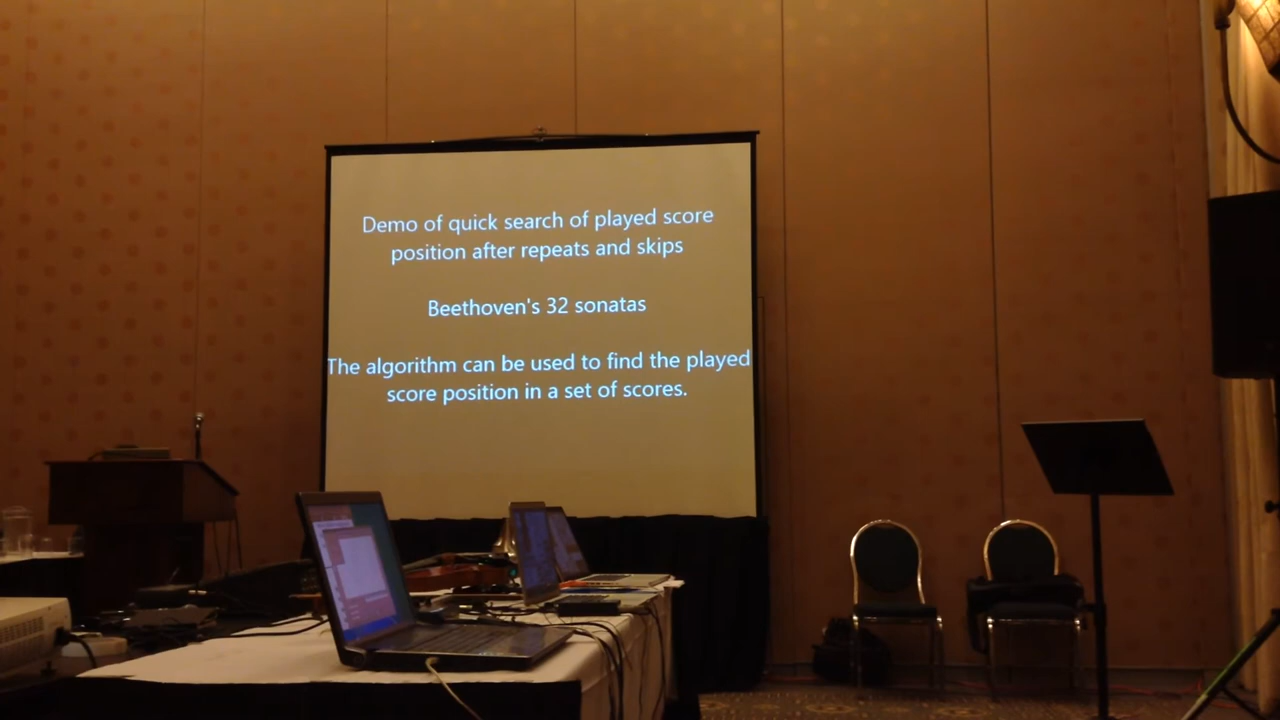 Demo of quick search of played score
position after repeats and skips
Beethoven's 32 sonatas
The algorithm can be used to find the played
score position in a set of scores.